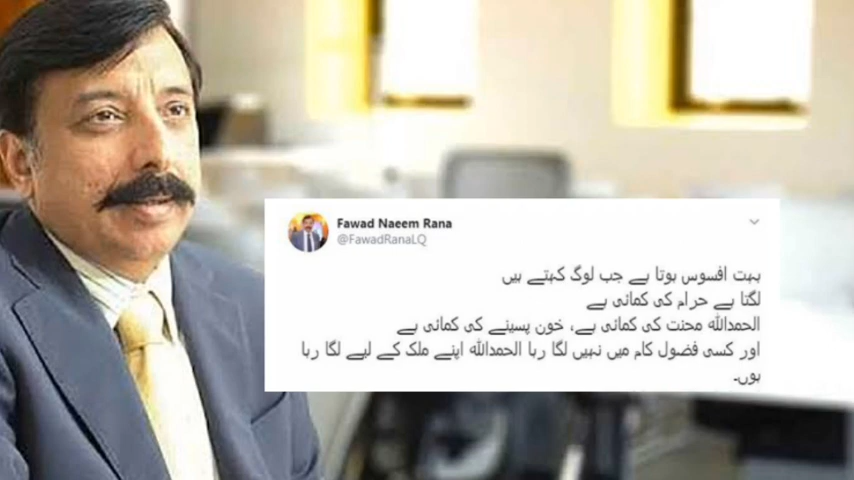 Fawad Naeem Rana
@FawadRanaLQ
بہت افسوس ہوتا ہے جب لوگ کہتے ہیں
لگتا ہے حرام کی کمائی ہے
الحمدالله محنت کی کمائی ہے، خون پسینے کی کمائی ہے
اور کسی فضول کام میں نہیں لگا رہا الحمدالله اپنے ملک کے لیے لگا رہا
ہوں۔